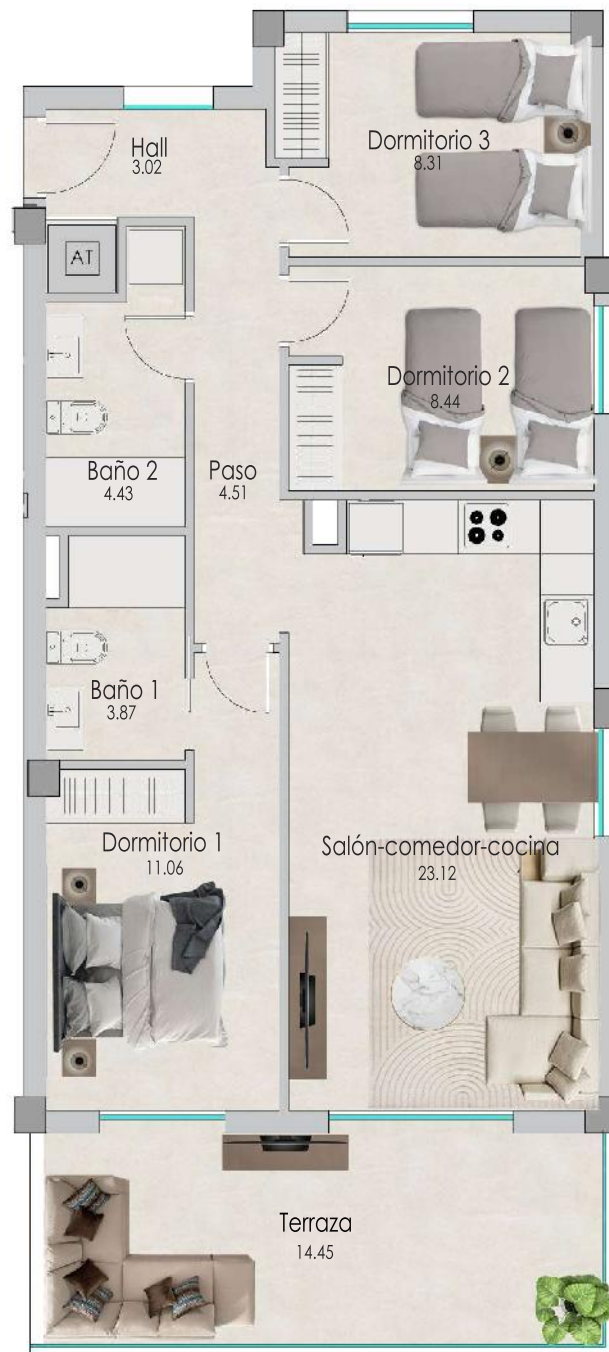 Hall
3.02
Dormitorio 3
8.31
AT
Dormitorio 2
8.44
Baño 2
4.43
Paso
4.51
Baño 1
3.87
Dormitorio 1
11.06
Salón-comedor-cocina
23.12
Terraza
14.45